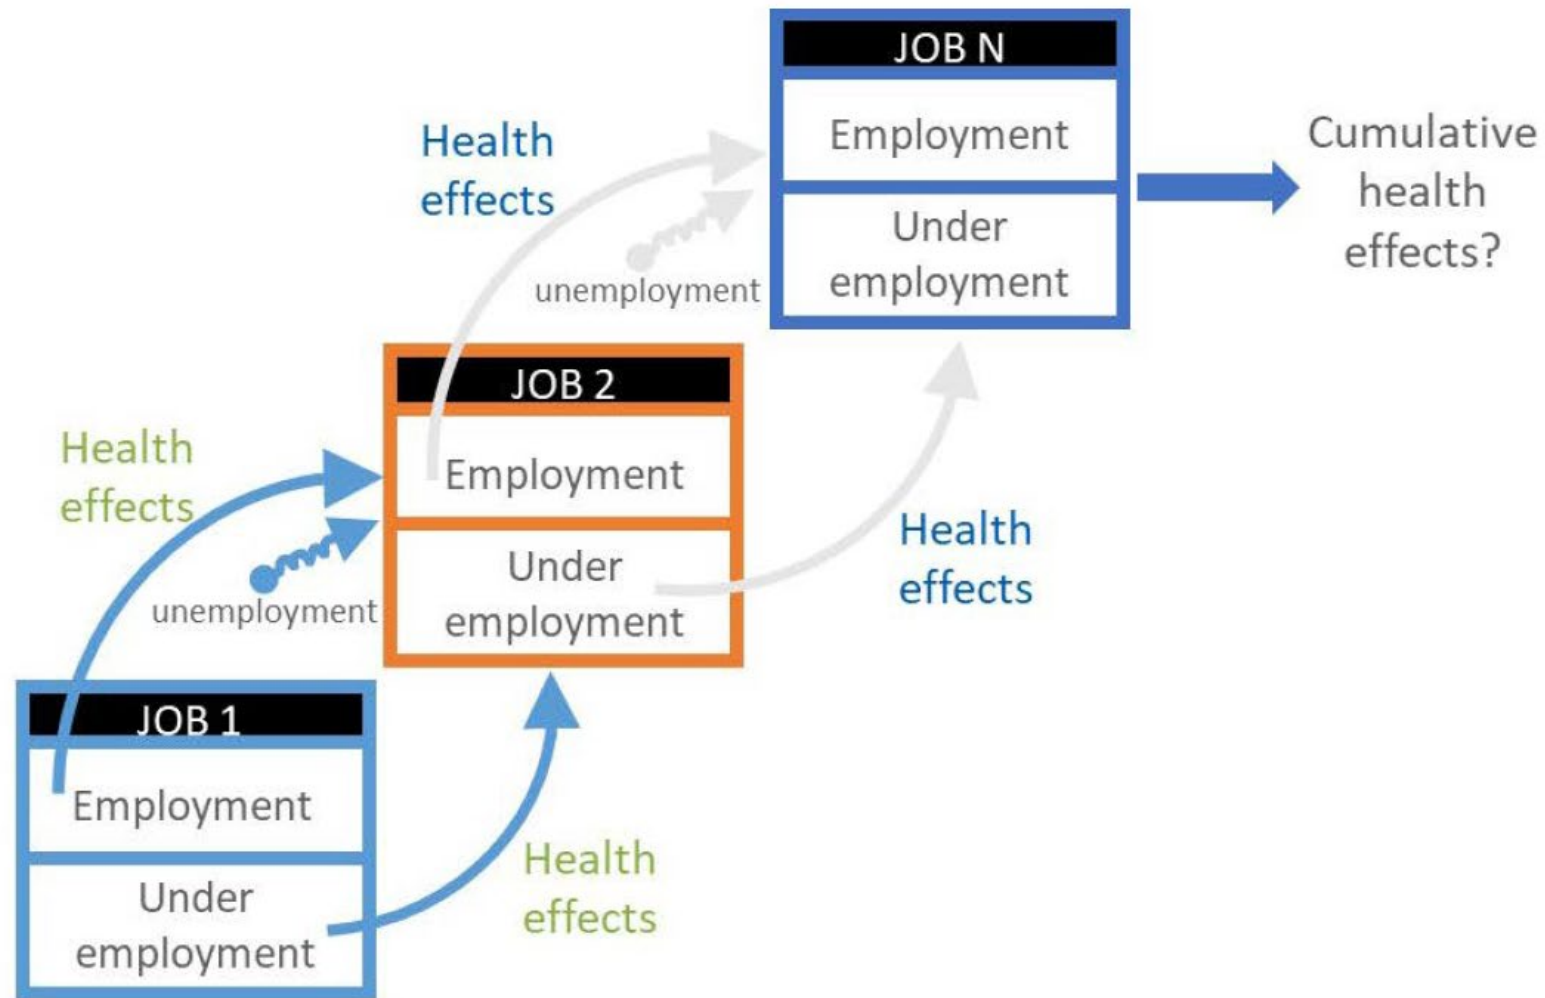 JOB N
Employment
Under
employment
Cumulative
health
effects?
Health
effects
unemployment
JOB 2
Employment
Under
employment
Health
effects
Health
effects
unemployment
JOB 1
Employment
Under
employment
Health
effects